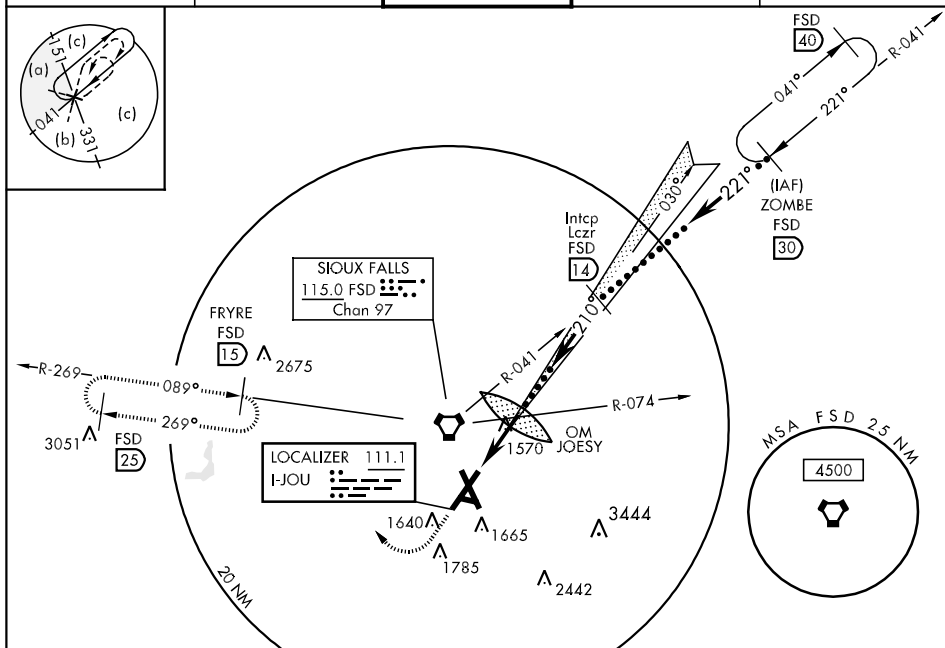 151
(c)
(a)
041
(b)
331
(c)
FSD
40
R-041
041°
221°
221°
(IAF)
ZOMBE
FSD
30
030°
Intcp
Lczr
FSD
14
210°
SIOUX FALLS
115.0 FSD
Chan 97
FRYRE
FSD
15
2675
R-269
089°
269°
3051
FSD
25
R-041
R-074
OM
JOESY
1570
LOCALIZER 111.1
I-JOU
1640
1665
1785
3444
2442
20 NM
MSA FSD 25 NM
4500